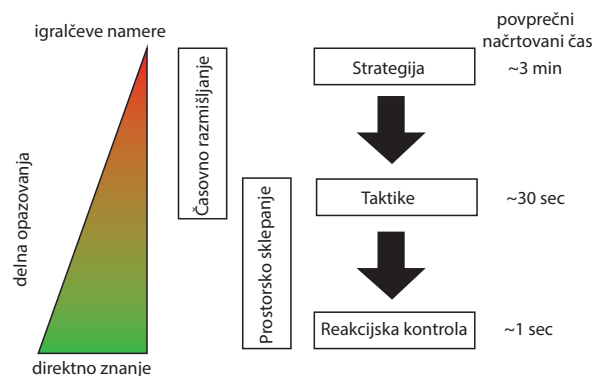 igralčeve namere
delna opazovanja
direktno znanje
Časovno razmišljanje
Prostorsko sklepanje
povprečni
načrtovani čas
Strategija
~3 min
Taktike
~30 sec
Reakcijska kontrola
~1 sec